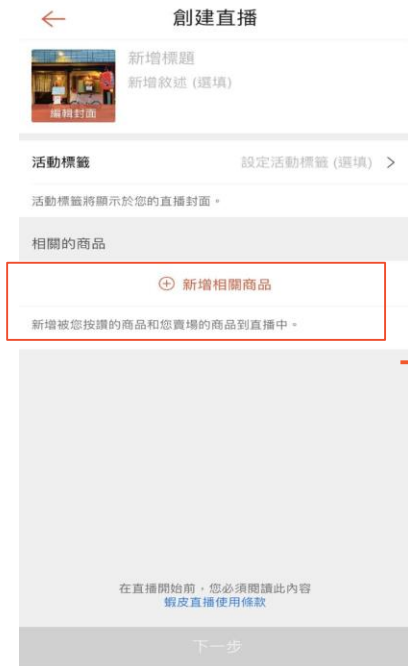 創建直播
新增標題
新增敘述 (選填)
編輯封面
活動標籤
設定活動標籤 (選填)
活動標籤將顯示於您的直播封面。
相關的商品
新增相關商品
新增被您按讚的商品和您賣場的商品到直播中。
在直播開始前，您必須閱讀此內容
蝦皮直播使用條款
下一步